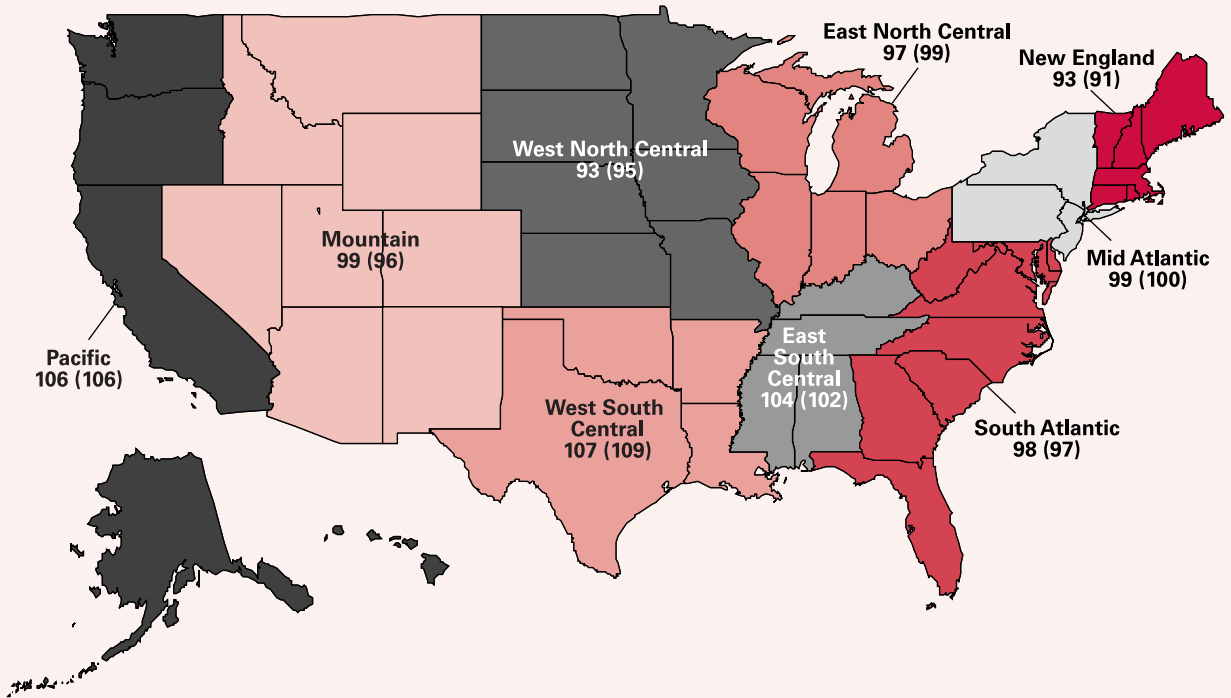 East North Central
97 (99)
New England
93 (91)
West North Central
93 (95)
Mountain
99 (96)
Mid Atlantic
99 (100)
Pacific
106 (106)
East
South
Central
104 (102)
West South
Central
107 (109)
South Atlantic
98 (97)